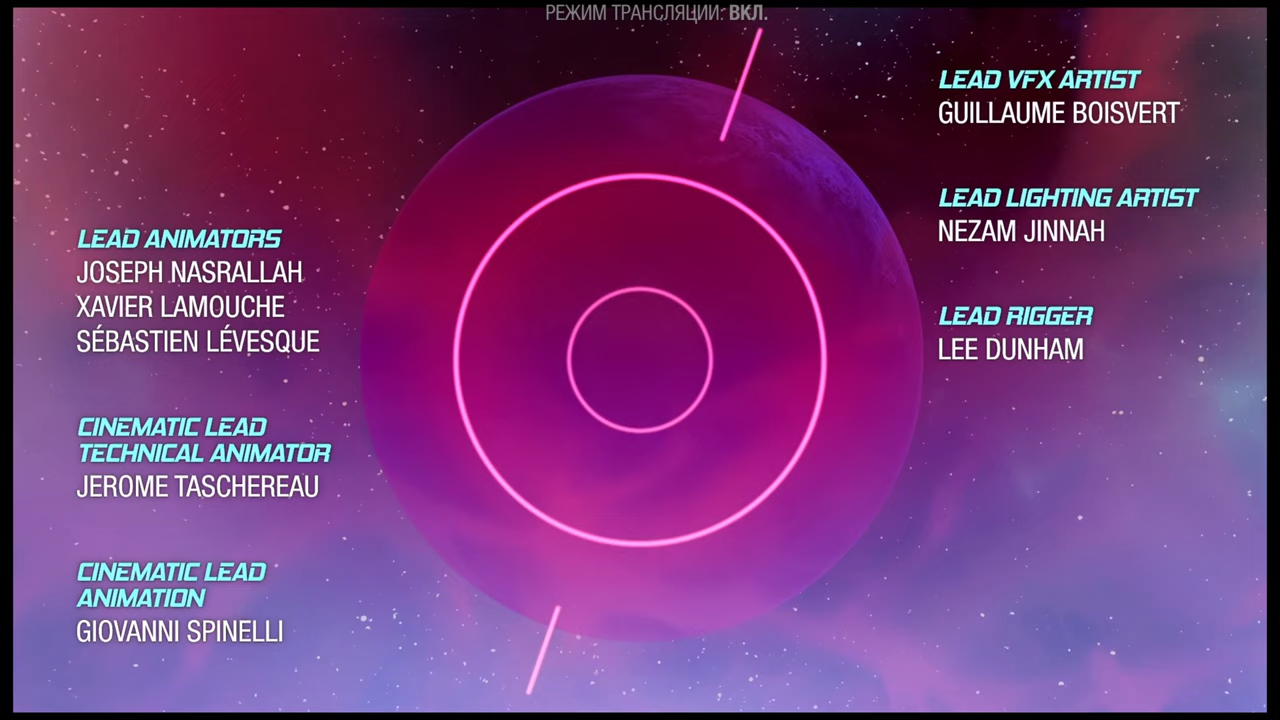 РЕЖИМ ТРАНСЛЯЦИИ: ВКЛ.
LEAD ANIMATORS
JOSEPH NASRALLAH
XAVIER LAMOUCHE
SÉBASTIEN LÉVESQUE
CINEMATIC LEAD
TECHNICAL ANIMATOR
JEROME TASCHEREAU
CINEMATIC LEAD
ANIMATION
GIOVANNI SPINELLI
LEAD VFX ARTIST
GUILLAUME BOISVERT
LEAD LIGHTING ARTIST
NEZAM JINNAH
LEAD RIGGER
LEE DUNHAM